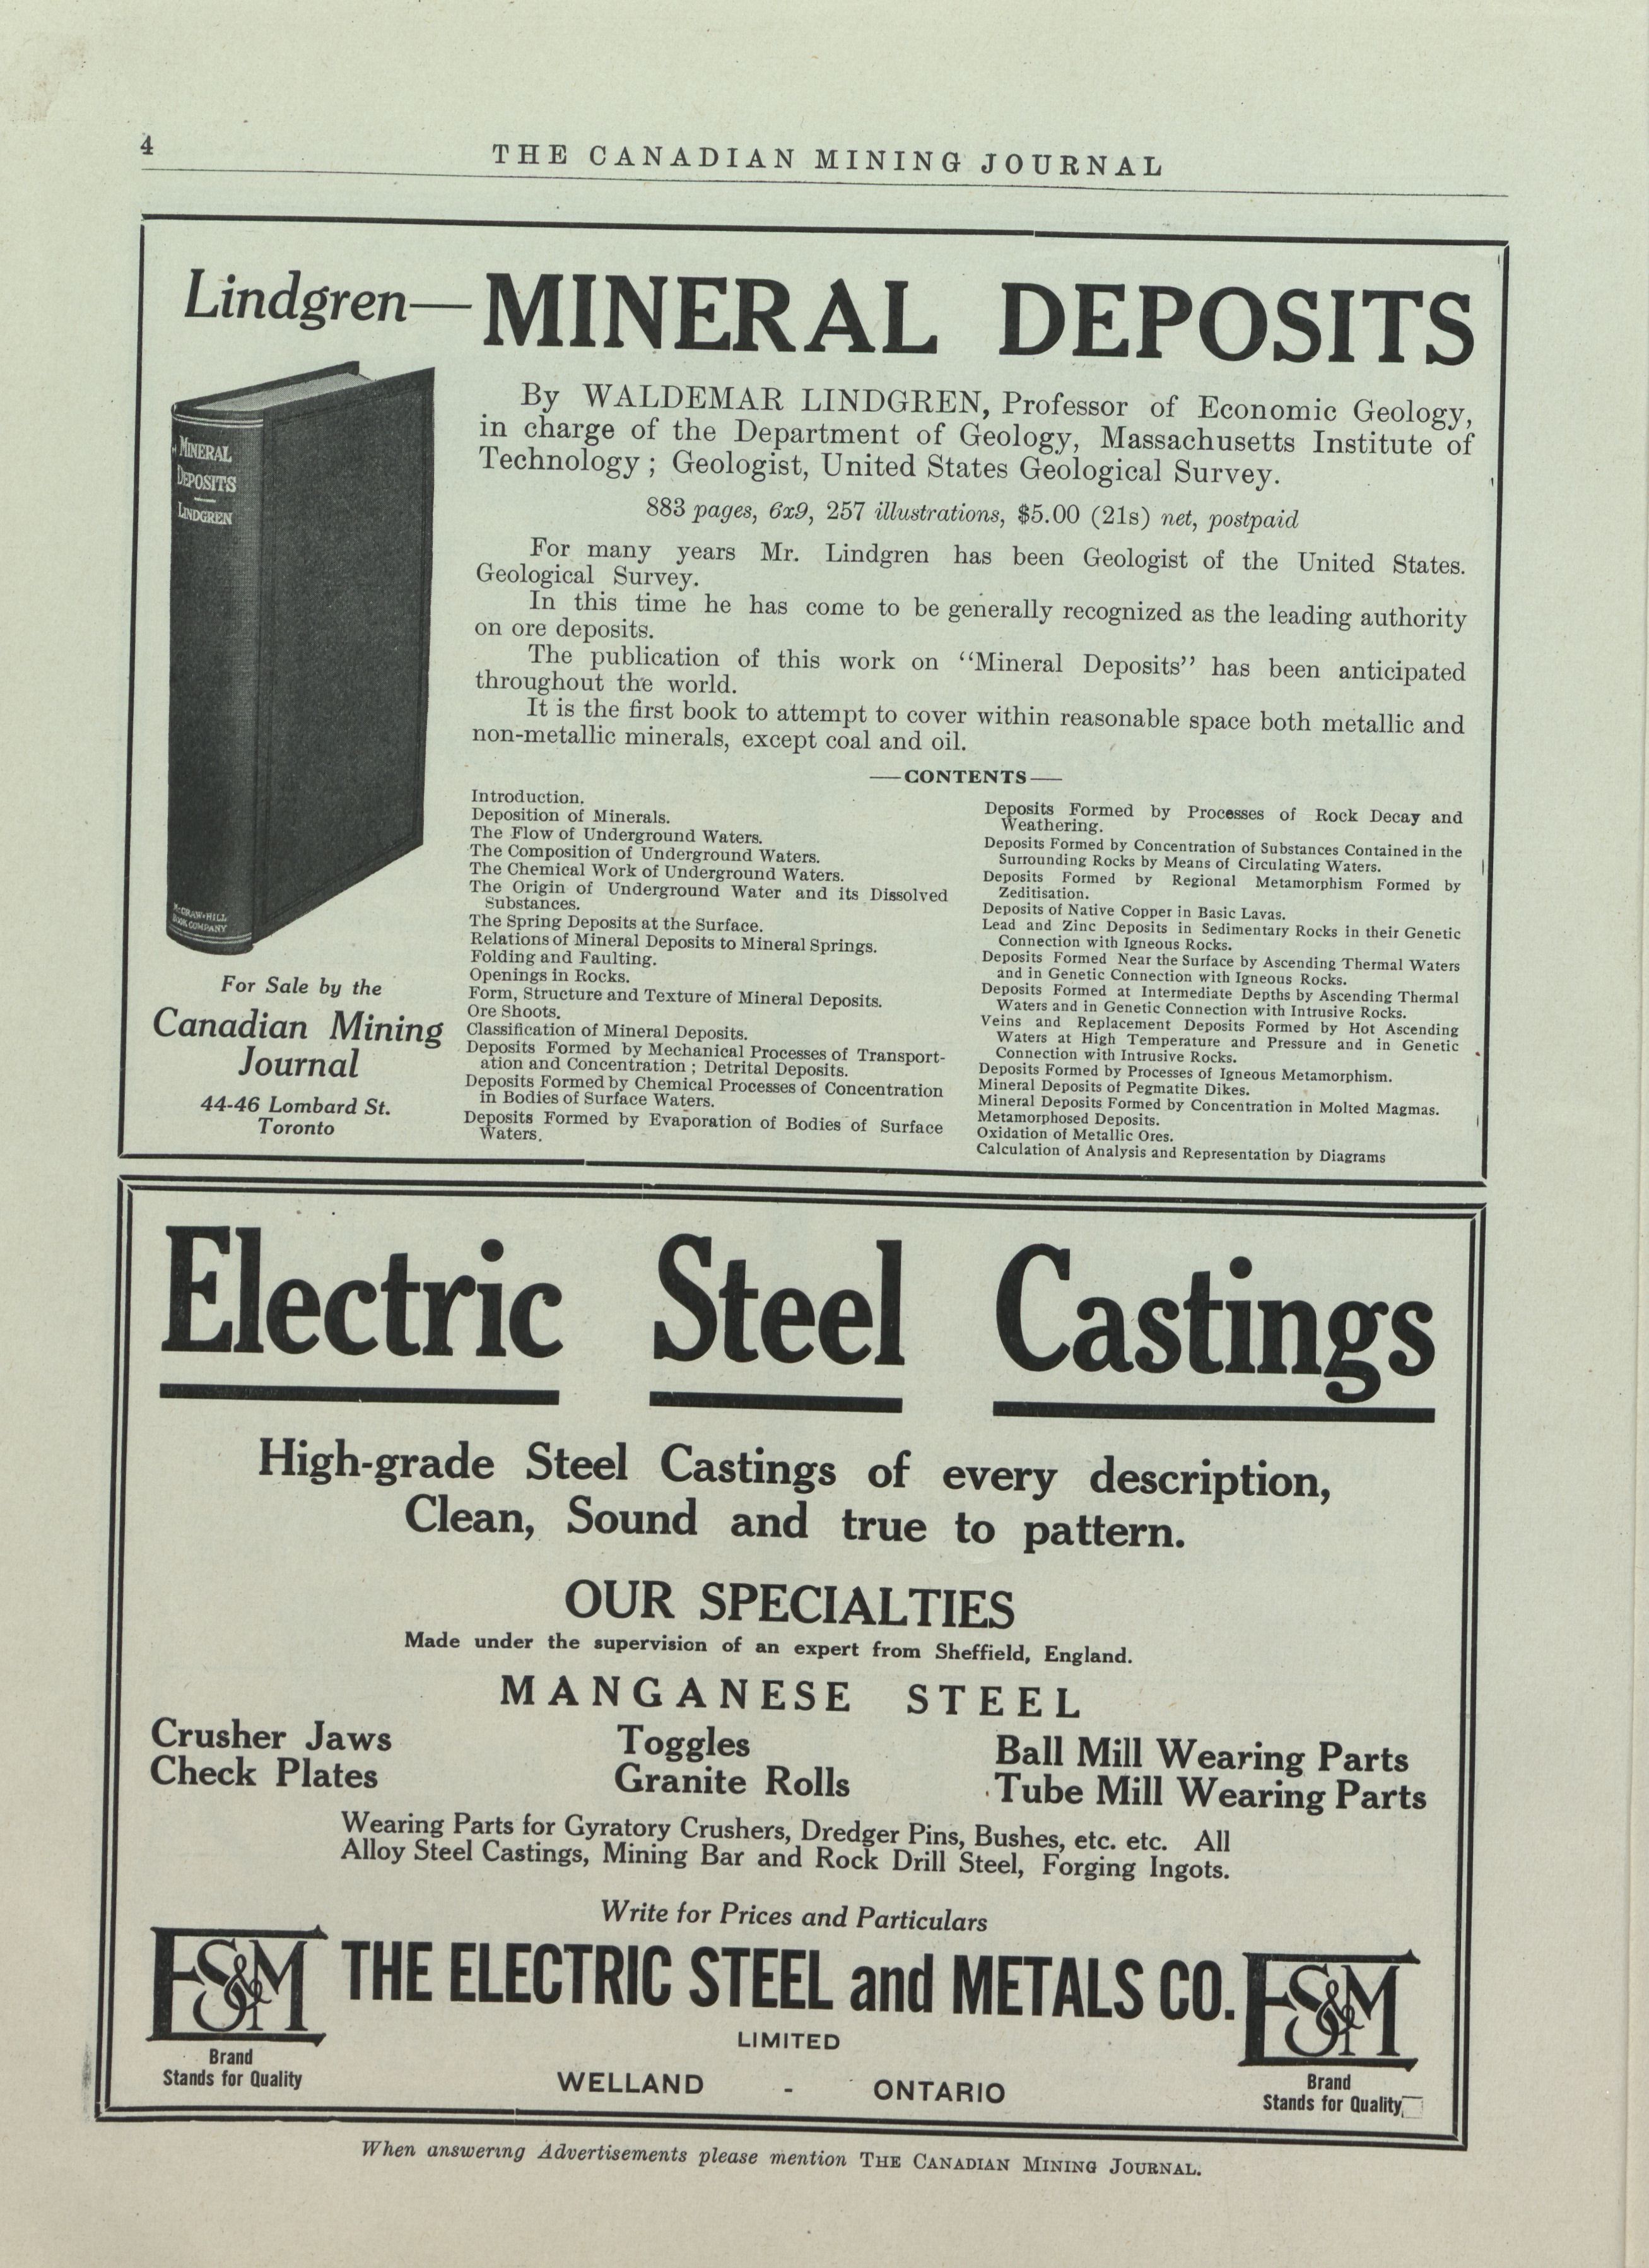 4
THE CANADIAN MINING JOURNAL
Lindgren—MINERAL DEPOSITS
By WALDEMAR LINDGREN, Professor of Economic Geology,
in charge of the Department of Geology, Massachusetts Institute of
Technology; Geologist, United States Geological Survey.
883 pages, 6x9, 257 illustrations, $5.00 (21s) net, postpaid
For many years Mr. Lindgren has been Geologist of the United States.
Geological Survey.
In this time he has come to be generally recognized as the leading authority
on ore deposits.
The publication of this work on "Mineral Deposits" has been anticipated
throughout the world.
It is the first book to attempt to cover within reasonable space both metallic and
non-metallic minerals, except coal and oil.
MINERAL
DEPOSITS
LINDGREN
McGRAW-HILL
BOOK COMPANY
For Sale by the
Canadian Mining
Journal
44-46 Lombard St.
Toronto
—CONTENTS—
Introduction.
Deposition of Minerals.
The Flow of Underground Waters.
The Composition of Underground Waters.
The Chemical Work of Underground Waters.
The Origin of Underground Water and its Dissolved
Substances.
The Spring Deposits at the Surface.
Relations of Mineral Deposits to Mineral Springs.
Folding and Faulting.
Openings in Rocks.
Form, Structure and Texture of Mineral Deposits.
Ore Shoots.
Classification of Mineral Deposits.
Deposits Formed by Mechanical Processes of Transport-
ation and Concentration; Detrital Deposits.
Deposits Formed by Chemical Processes of Concentration
in Bodies of Surface Waters.
Deposits Formed by Evaporation of Bodies of Surface
Waters.
Deposits Formed by Processes of Rock Decay and
Weathering.
Deposits Formed by Concentration of Substances Contained in the
Surrounding Rocks by Means of Circulating Waters.
Deposits Formed by Regional Metamorphism Formed by
Zeditisation.
Deposits of Native Copper in Basic Lavas.
Lead and Zinc Deposits in Sedimentary Rocks in their Genetic
Connection with Igneous Rocks.
Deposits Formed Near the Surface by Ascending Thermal Waters
and in Genetic Connection with Igneous Rocks.
Deposits Formed at Intermediate Depths by Ascending Thermal
Waters and in Genetic Connection with Intrusive Rocks.
Veins and Replacement Deposits Formed by Hot Ascending
Waters at High Temperature and Pressure and in Genetic
Connection with Intrusive Rocks.
Deposits Formed by Processes of Igneous Metamorphism.
Mineral Deposits of Pegmatite Dikes.
Mineral Deposits Formed by Concentration in Molted Magmas.
Metamorphosed Deposits.
Oxidation of Metallic Ores.
Calculation of Analysis and Representation by Diagrams
Electric Steel Castings
High-grade Steel Castings of every description,
Clean, Sound and true to pattern.
OUR SPECIALTIES
Made under the supervision of an expert from Sheffield, England.
MANGANESE STEEL
Crusher Jaws Toggles Ball Mill Wearing Parts
Check Plates Granite Rolls Tube Mill Wearing Parts
Wearing Parts for Gyratory Crushers, Dredger Pins, Bushes, etc. etc. All
Alloy Steel Castings, Mining Bar and Rock Drill Steel, Forging Ingots.
Write for Prices and Particulars
ES&M THE ELECTRIC STEEL and METALS CO. ES&M
LIMITED
Brand
Stands for Quality
WELLAND - ONTARIO
Brand
Stands for Quality
When answering Advertisements please mention THE CANADIAN MINING JOURNAL.